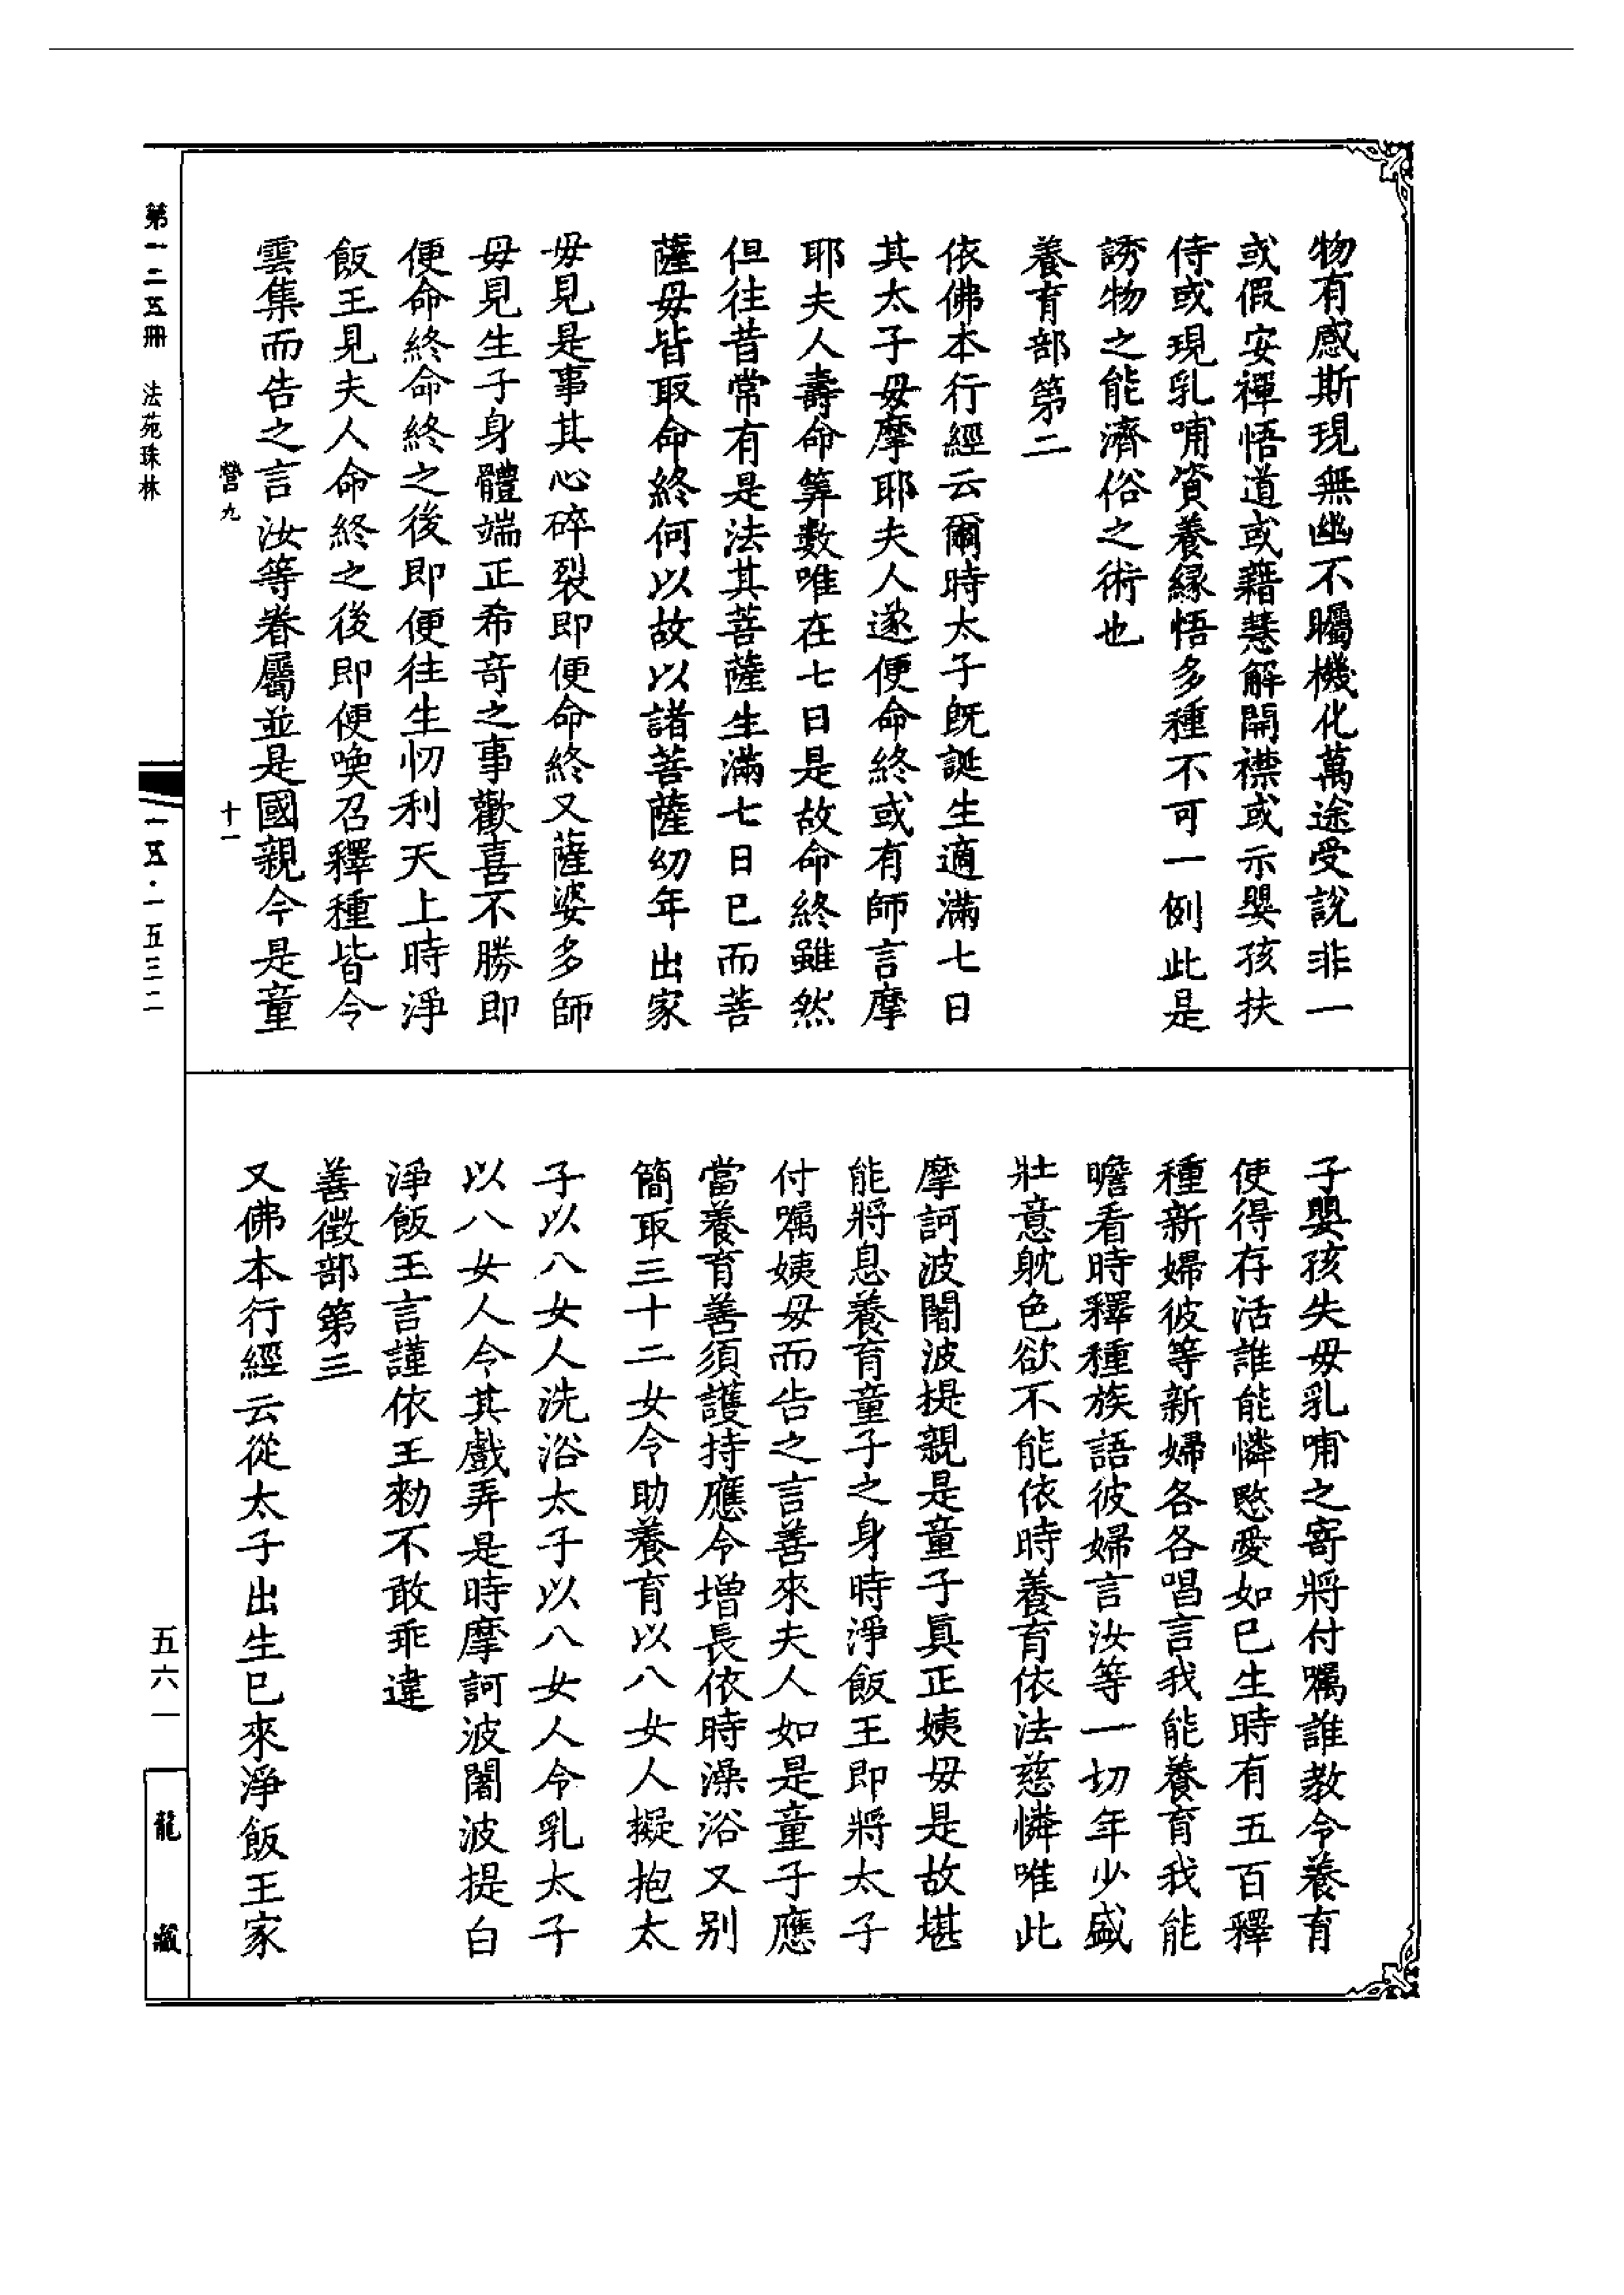 物有感斯現無幽不矚機化萬途受說非一
或假安禪悟道或藉慧解開襟或示嬰孩扶
侍或現乳哺資養緣悟多種不可一例此是
誘物之能濟俗之術也
養育部第二
依佛本行經云爾時太子既誕生適滿七日
其太子毋摩耶夫人遂便命終或有師言摩
耶夫人壽命筭數唯在七日是故命終雖然
但往昔常有是法其菩薩生滿七日已而菩
薩毋皆取命終何以故以諸菩薩幼年出家
毋見是事其心碎裂即便命終又薩婆多師
毋見生子身體端正希奇之事歡喜不勝即
便命終命終之後即便往生忉利天上時淨
飯王見夫人命終之後即便喚召釋種皆令
雲集而告之言汝等眷屬並是國親今是童
營九 十一
子嬰孩失毋乳哺之寄將付囑誰教令養育
使得存活誰能憐愍愛如已生時有五百釋
種新婦彼等新婦各各唱言我能養育我能
瞻看時釋種族語彼婦言汝等一切年少盛
壯意躭色欲不能依時養育依法慈憐唯此
摩訶波闍波提親是童子真正姨毋是故堪
能將息養育童子之身時淨飯王即將太子
付囑姨毋而告之言善來夫人如是童子應
當養育善須護持應令增長依時澡浴又别
簡取三十二女令助養育以八女人擬抱太
子以八女人洗浴太子以八女人令乳太子
以八女人令其戲弄是時摩訶波闍波提白
淨飯王言謹依王勑不敢乖違
善徵部第三
又佛本行經云從太子出生已來淨飯王家
第一二五冊 法苑珠林
一五·一五三二
五六一
龍藏